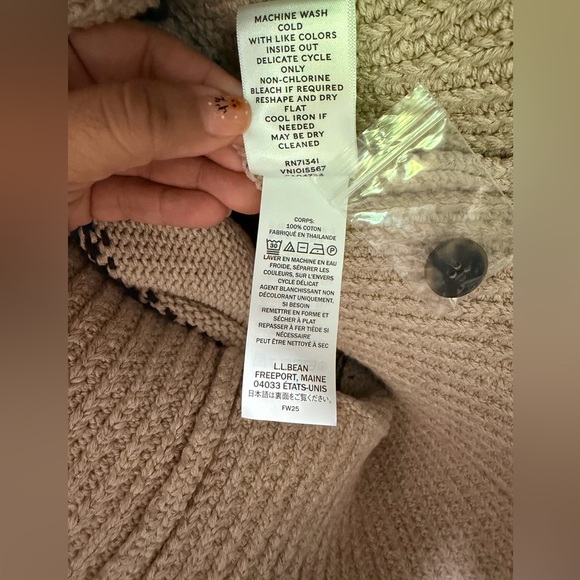 MACHINE WASH
COLD
WITH LIKE COLORS
INSIDE OUT
DELICATE CYCLE
ONLY
NON-CHLORINE
BLEACH IF REQUIRED
RESHAPE AND DRY
FLAT
COOL IRON IF
NEEDED
MAY BE DRY
CLEANED
RN71341
VN1015567
CORPS:
100% COTON
FABRIQUÉ EN THAÏLANDE
30
P
LAVER EN MACHINE EN EAU
FROIDE, SÉPARER LES
COULEURS, SUR L'ENVERS
CYCLE DÉLICAT
AGENT BLANCHISSANT NON
DÉCOLORANT UNIQUEMENT,
SI BESOIN
REMETTRE EN FORME ET
SÉCHER À PLAT
REPASSER À FER TIÈDE SI
NÉCESSAIRE
PEUT ÊTRE NETTOYÉ À SEC
L.L.BEAN
FREEPORT, MAINE
04033 ÉTATS-UNIS
日本語は裏面をご覧ください。
FW25